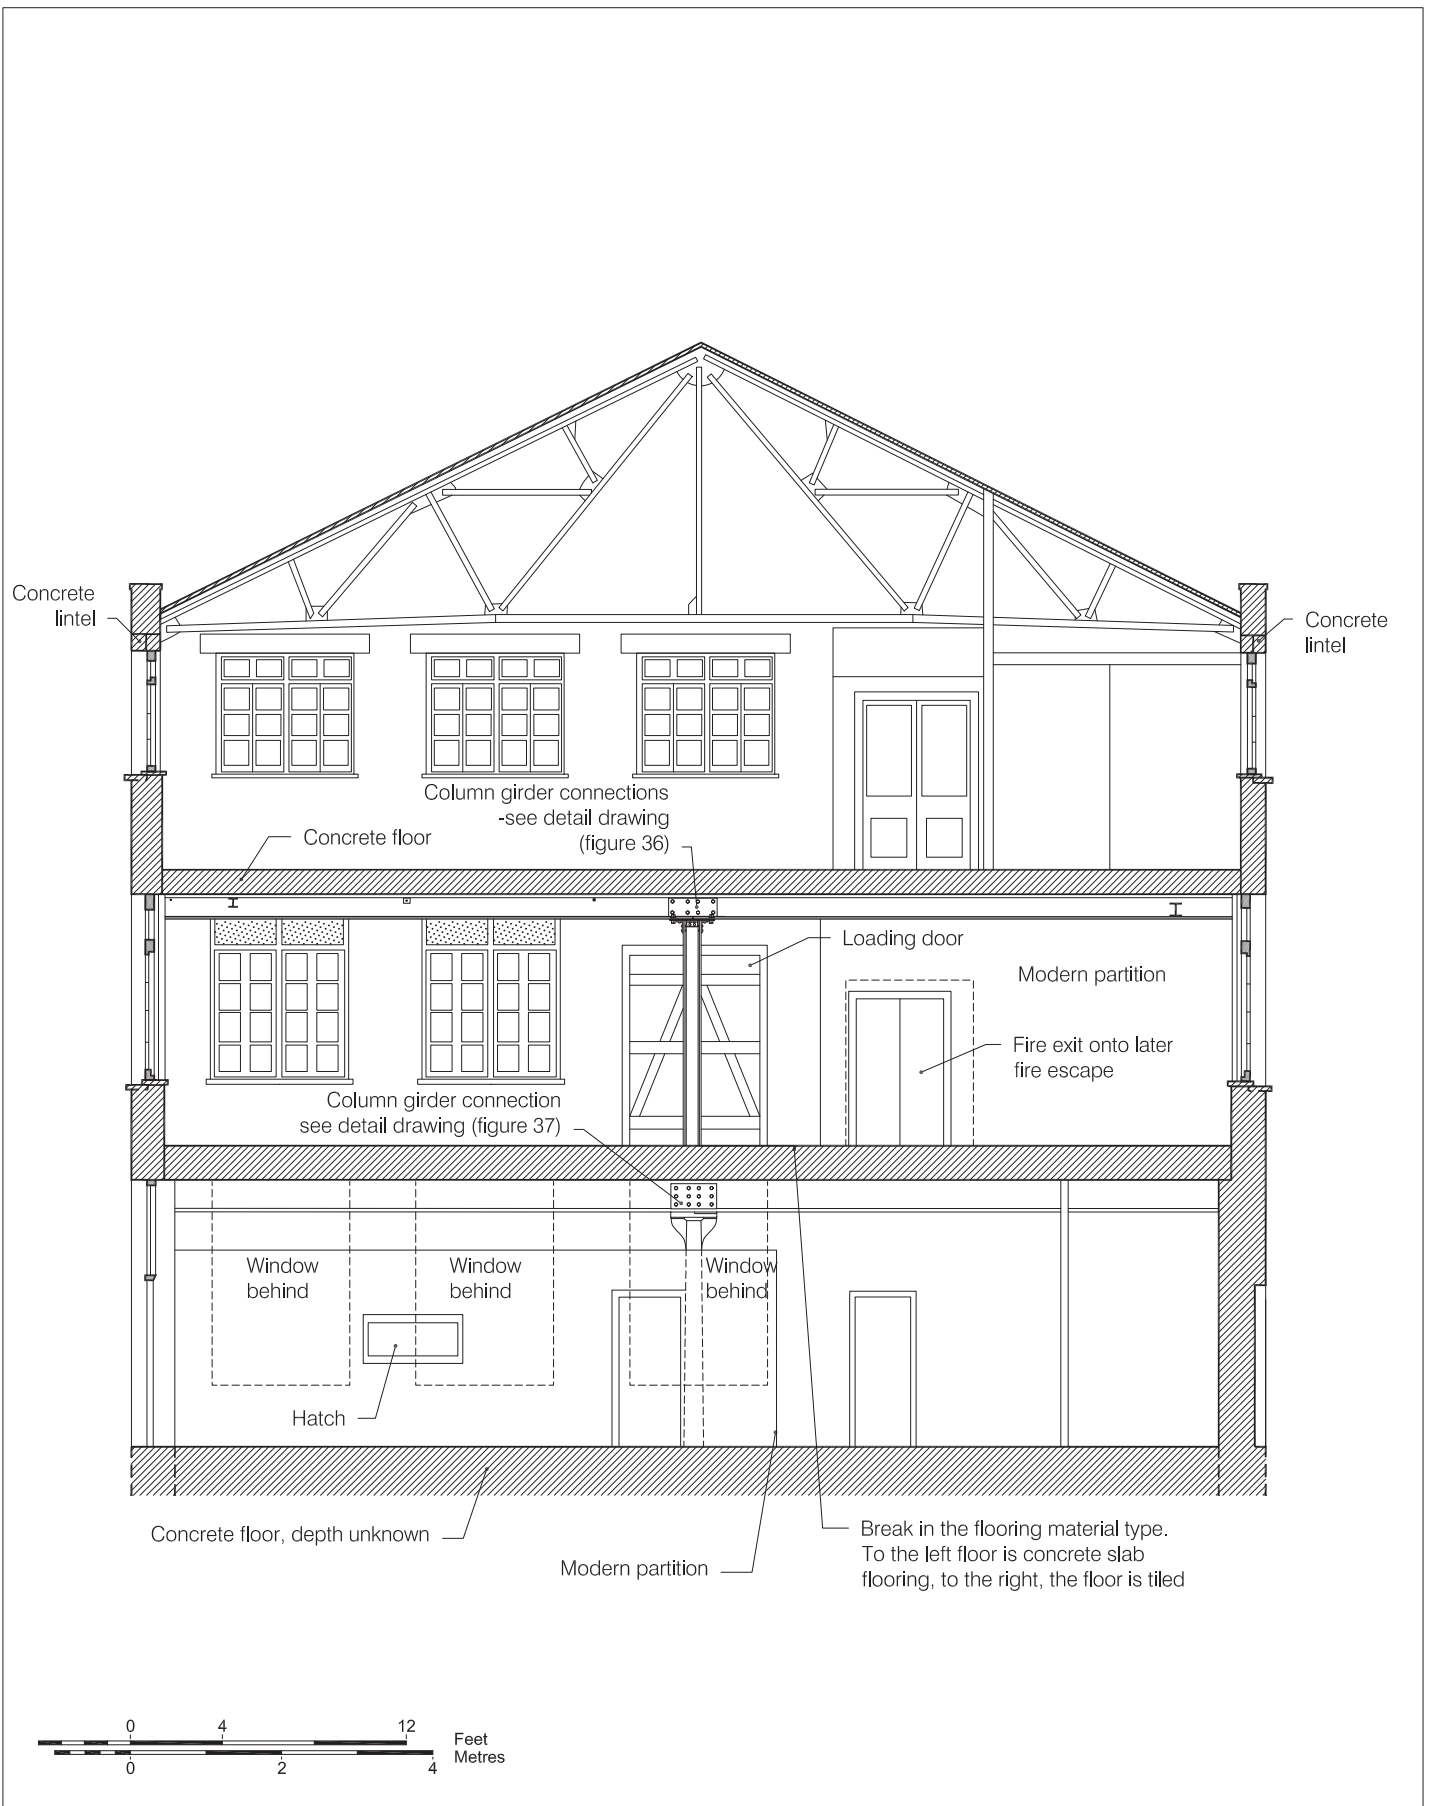 Concrete
lintel
Concrete
lintel
Column girder connections
-see detail drawing
(figure 36)
Concrete floor
Loading door
Modern partition
Fire exit onto later
fire escape
Column girder connection
see detail drawing (figure 37)
Window
behind
Window
behind
Window
behind
Hatch
Concrete floor, depth unknown
Modern partition
Break in the flooring material type.
To the left floor is concrete slab
flooring, to the right, the floor is tiled
0 4 12
Feet
Metres
0 2 4